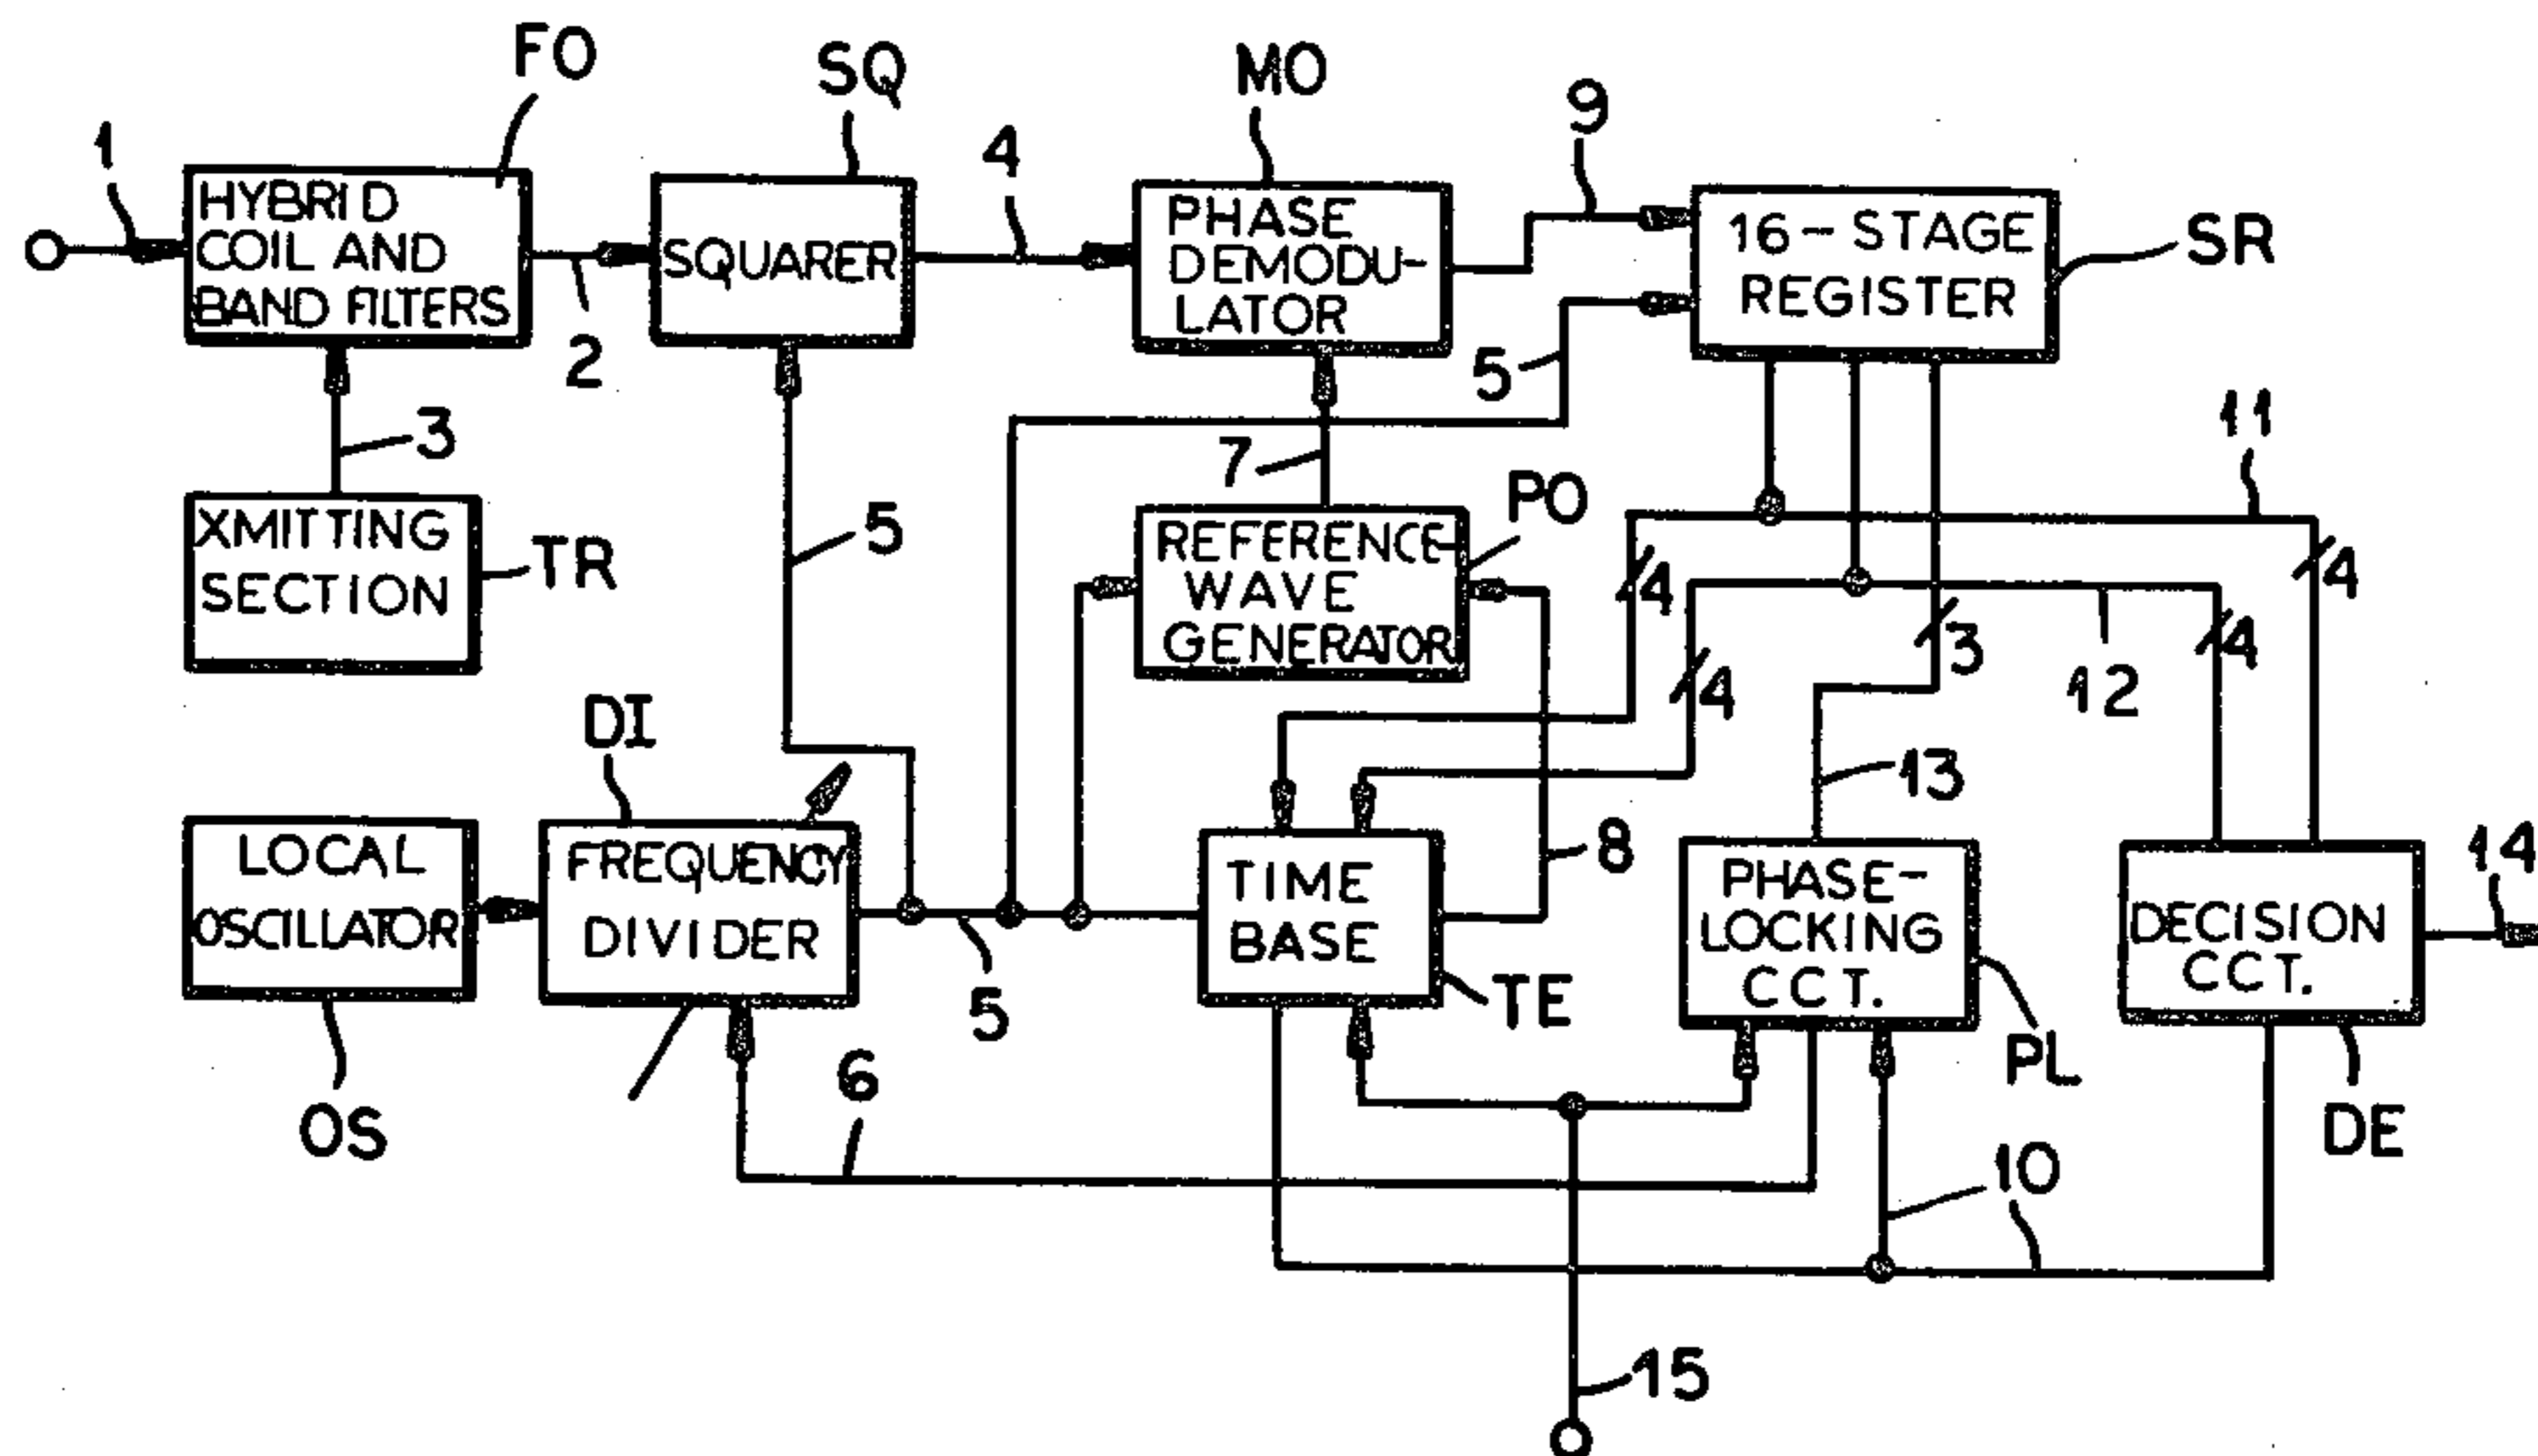 FO
SQ
MO
9
1
4
HYBRID
COIL AND
BAND FILTERS
SQUARER
PHASE
DEMODU-
LATOR
16-STAGE
REGISTER
SR
2
5
3
7
11
XMITTING
SECTION
TR
5
REFERENCE-
WAVE
GENERATOR
PO
4
4
3
4
4
12
DI
13
8
14
LOCAL
OSCILLATOR
FREQUENCY
DIVIDER
TIME
BASE
PHASE-
LOCKING
CCT.
DECISION
CCT.
5
TE
6
PL
OS
DE
10
15